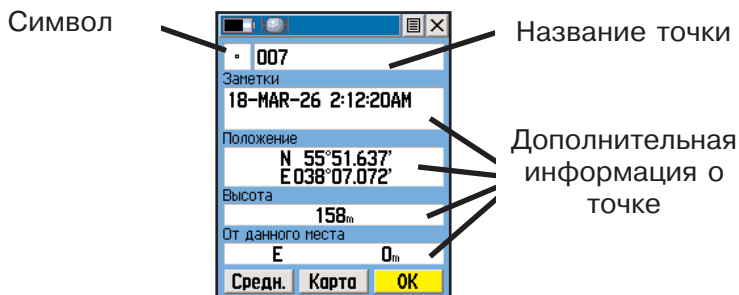 Символ
007
Название точки
Заметки
18-MAR-26 2:12:20AM
Положение
N 55°51.637'
E 038°07.072'
Дополнительная
информация о
точке
Высота
158m
От данного места
E 0m
Средн. Карта OK